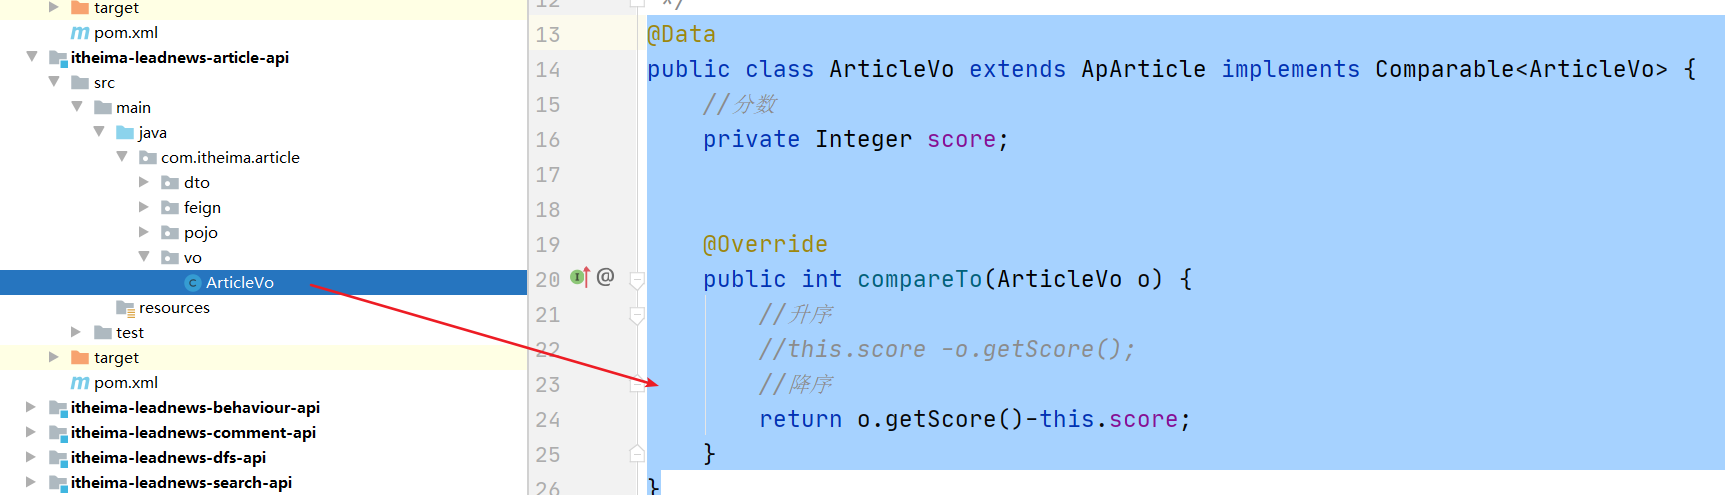 target
pom.xml
itheima-leadnews-article-api
src
main
java
com.itheima.article
dto
feign
pojo
vo
ArticleVo
resources
test
target
pom.xml
itheima-leadnews-behaviour-api
itheima-leadnews-comment-api
itheima-leadnews-dfs-api
itheima-leadnews-search-api
12 */
13 @Data
14 public class ArticleVo extends ApArticle implements Comparable<ArticleVo> {
15 //分数
16 private Integer score;
17
18
19 @Override
20 @ public int compareTo(ArticleVo o) {
21 //升序
22 //this.score -o.getScore();
23 //降序
24 return o.getScore()-this.score;
25 }
26 }